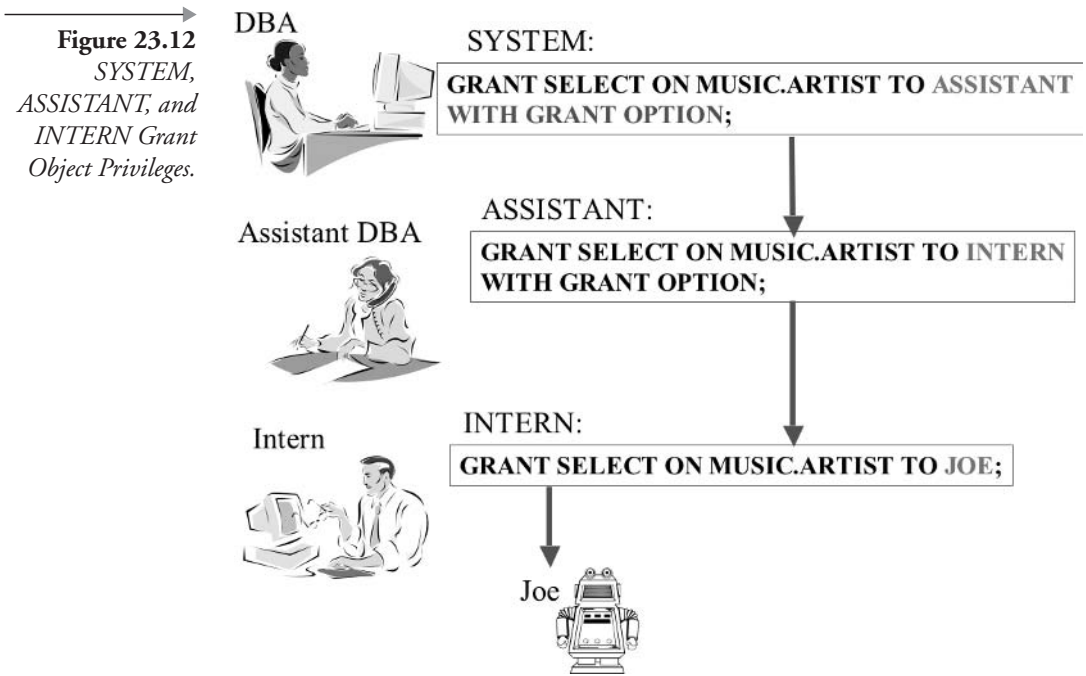 Figure 23.12
SYSTEM,
ASSISTANT, and
INTERN Grant
Object Privileges.
DBA
SYSTEM:
GRANT SELECT ON MUSIC.ARTIST TO ASSISTANT
WITH GRANT OPTION;
Assistant DBA
ASSISTANT:
GRANT SELECT ON MUSIC.ARTIST TO INTERN
WITH GRANT OPTION;
Intern
INTERN:
GRANT SELECT ON MUSIC.ARTIST TO JOE;
Joe